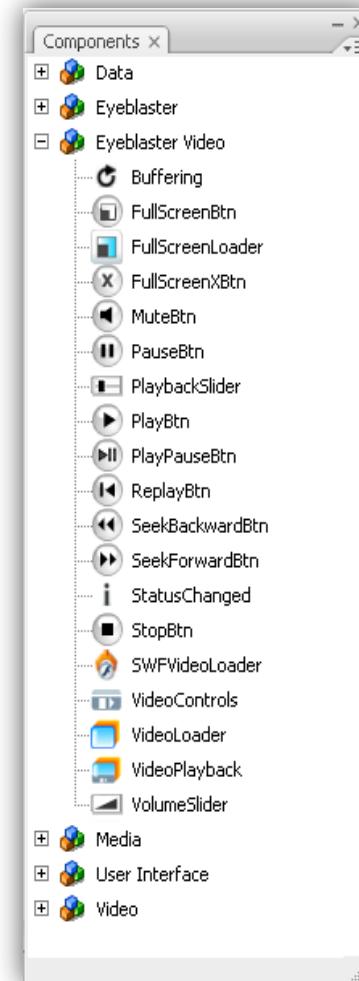 Components
Data
Eyeblaster
Eyeblaster Video
Buffering
FullScreenBtn
FullScreenLoader
FullScreenXBtn
MuteBtn
PauseBtn
PlaybackSlider
PlayBtn
PlayPauseBtn
ReplayBtn
SeekBackwardBtn
SeekForwardBtn
StatusChanged
StopBtn
SWFVideoLoader
VideoControls
VideoLoader
VideoPlayback
VolumeSlider
Media
User Interface
Video